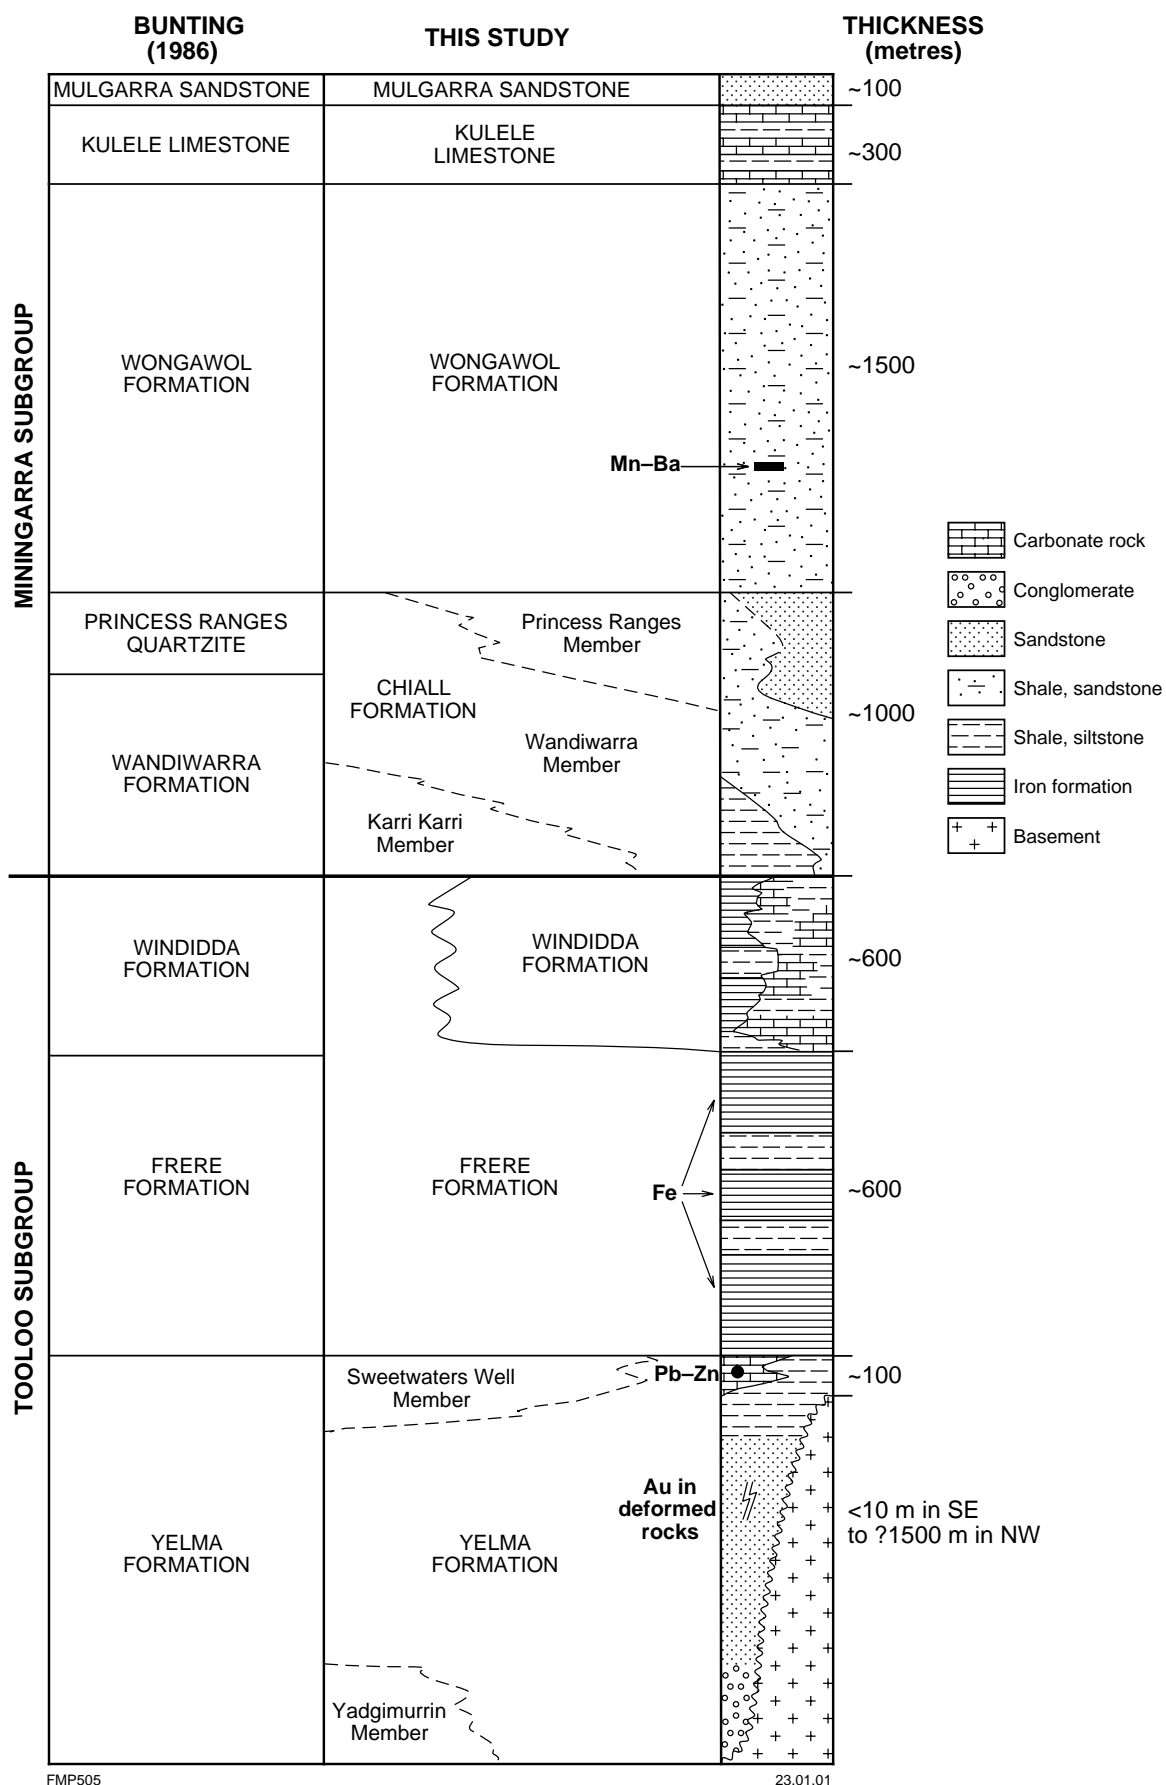 BUNTING
(1986)
THIS STUDY
THICKNESS
(metres)
MULGARRA SANDSTONE
MULGARRA SANDSTONE
~100
KULELE LIMESTONE
KULELE
LIMESTONE
~300
MININGARRA SUBGROUP
WONGAWOL
FORMATION
WONGAWOL
FORMATION
~1500
Mn–Ba
PRINCESS RANGES
QUARTZITE
Princess Ranges
Member
CHIALL
FORMATION
~1000
WANDIWARRA
FORMATION
Wandiwarra
Member
Karri Karri
Member
Carbonate rock
Conglomerate
Sandstone
Shale, sandstone
Shale, siltstone
Iron formation
Basement
TOOLOO SUBGROUP
WINDIDDA
FORMATION
WINDIDDA
FORMATION
~600
FRERE
FORMATION
FRERE
FORMATION
Fe
~600
Sweetwaters Well
Member
Pb–Zn
~100
YELMA
FORMATION
YELMA
FORMATION
Au in
deformed
rocks
<10 m in SE
to ?1500 m in NW
Yadgimurrin
Member
FMP505
23.01.01